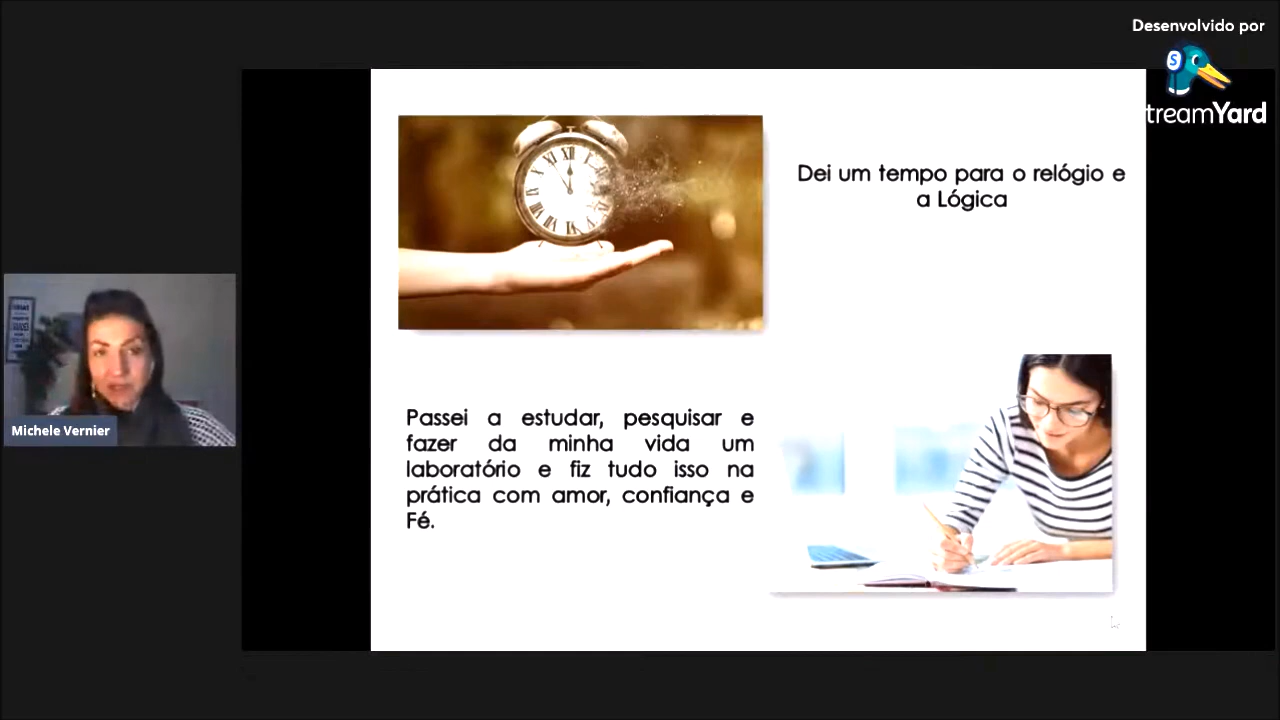 Desenvolvido por
S
treamYard
Dei um tempo para o relógio e
a Lógica
Passei a estudar, pesquisar e
fazer da minha vida um
laboratório e fiz tudo isso na
prática com amor, confiança e
Fé.
Michele Vernier